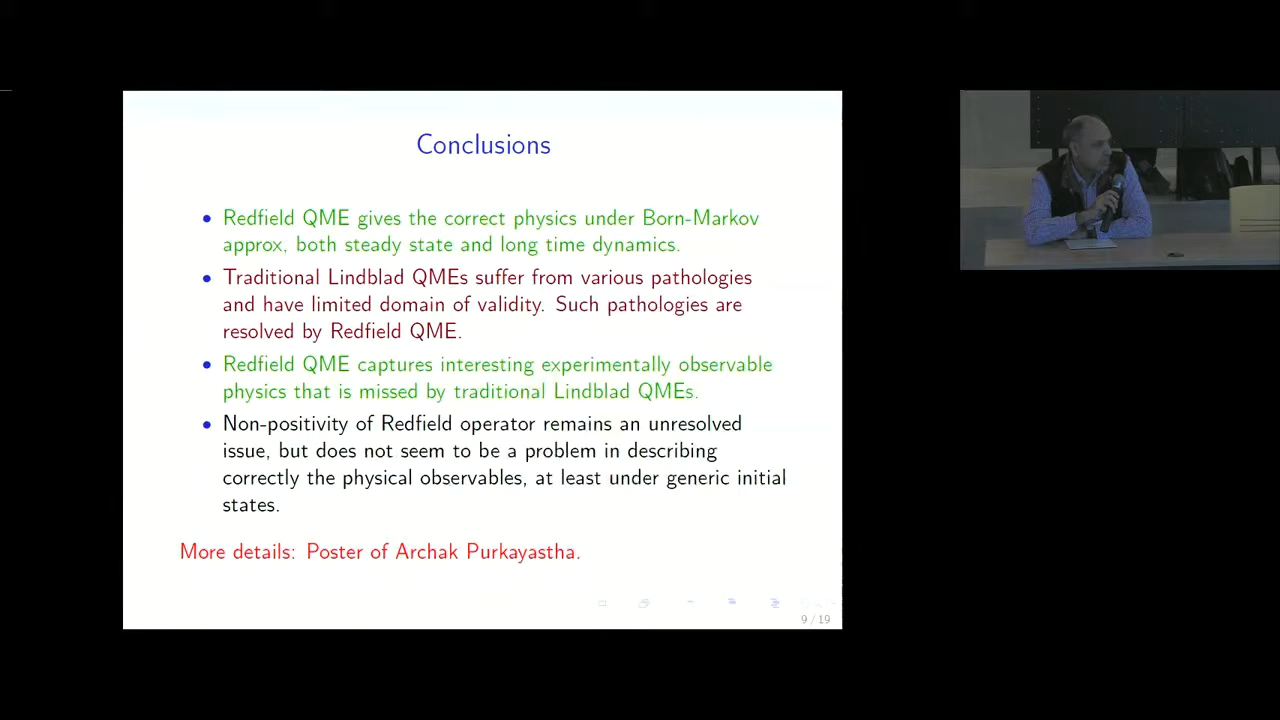 Conclusions
Redfield QME gives the correct physics under Born-Markov
approx, both steady state and long time dynamics.
Traditional Lindblad QMEs suffer from various pathologies
and have limited domain of validity. Such pathologies are
resolved by Redfield QME.
Redfield QME captures interesting experimentally observable
physics that is missed by traditional Lindblad QMEs.
Non-positivity of Redfield operator remains an unresolved
issue, but does not seem to be a problem in describing
correctly the physical observables, at least under generic initial
states.
More details: Poster of Archak Purkayastha.
9 / 19